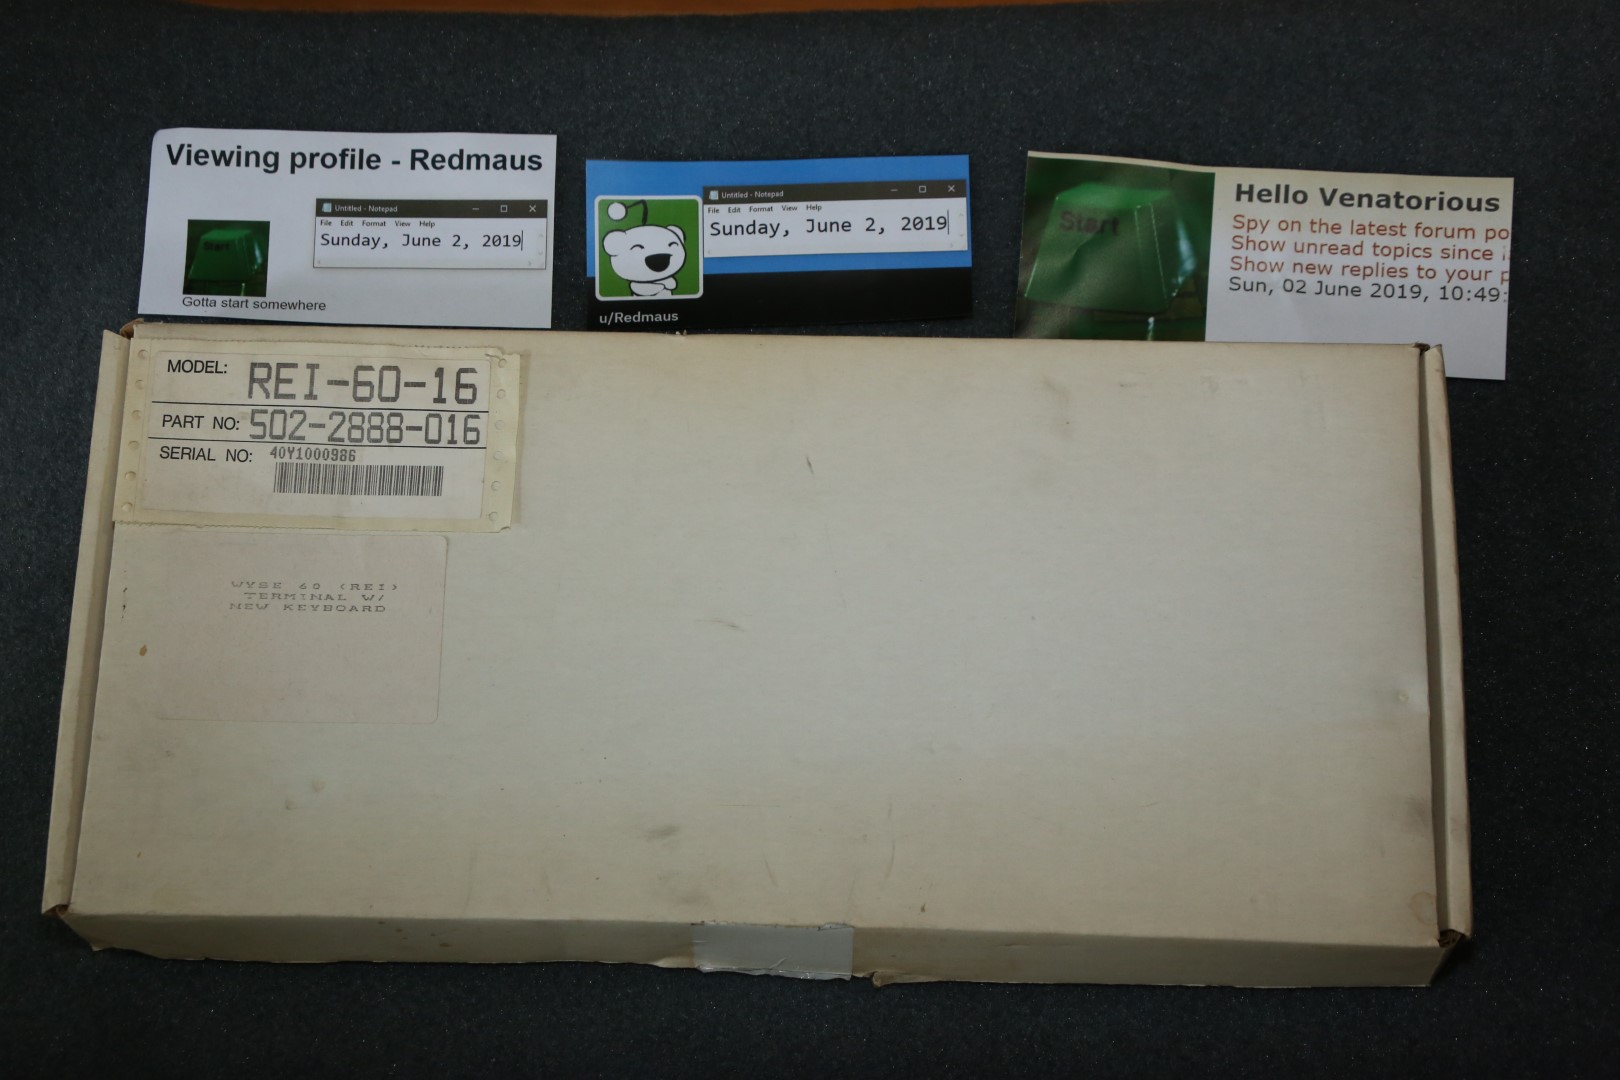 Viewing profile - Redmaus
Untitled - Notepad
File Edit Format View Help
Sunday, June 2, 2019
Start
Gotta start somewhere
Untitled - Notepad
File Edit Format View Help
Sunday, June 2, 2019
u/Redmaus
Start
Hello Venatorious
Spy on the latest forum po
Show unread topics since
Show new replies to your
Sun, 02 June 2019, 10:49:
MODEL: REI-60-16
PART NO: 502-2888-016
SERIAL NO: 40Y1000986
WYSE 60 (REI)
TERMINAL W/
NEW KEYBOARD